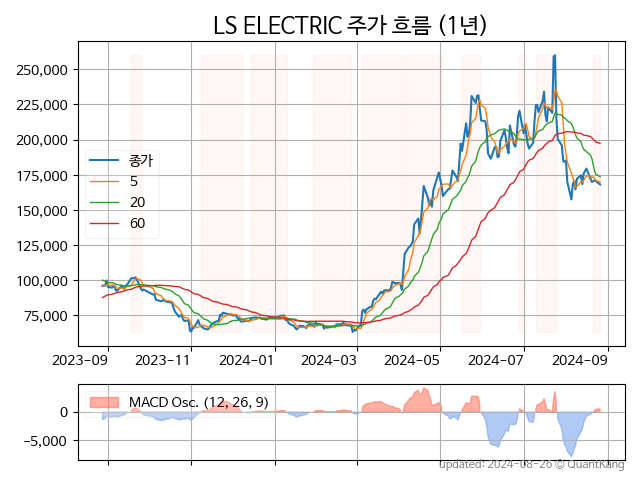 LS ELECTRIC 주가 흐름 (1년)
250,000
225,000
200,000
175,000
150,000
125,000
100,000
75,000
종가
5
20
60
2023-09 2023-11 2024-01 2024-03 2024-05 2024-07 2024-09
MACD Osc. (12, 26, 9)
0
−5,000
updated: 2024-08-26 © QuantKang